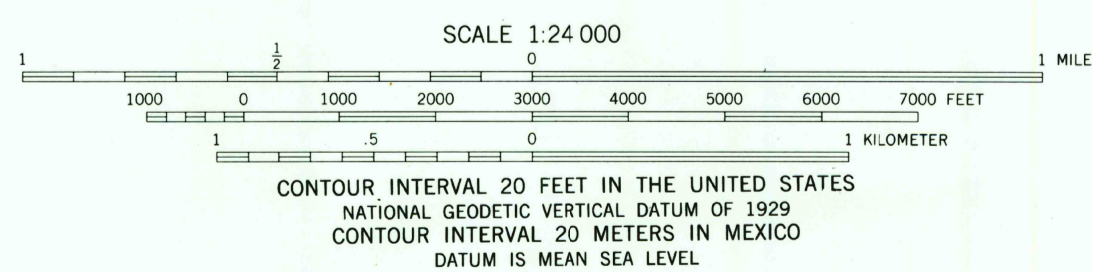 SCALE 1:24 000
1 1/2 0 1 MILE
1000 0 1000 2000 3000 4000 5000 6000 7000 FEET
1 .5 0 1 KILOMETER
CONTOUR INTERVAL 20 FEET IN THE UNITED STATES
NATIONAL GEODETIC VERTICAL DATUM OF 1929
CONTOUR INTERVAL 20 METERS IN MEXICO
DATUM IS MEAN SEA LEVEL